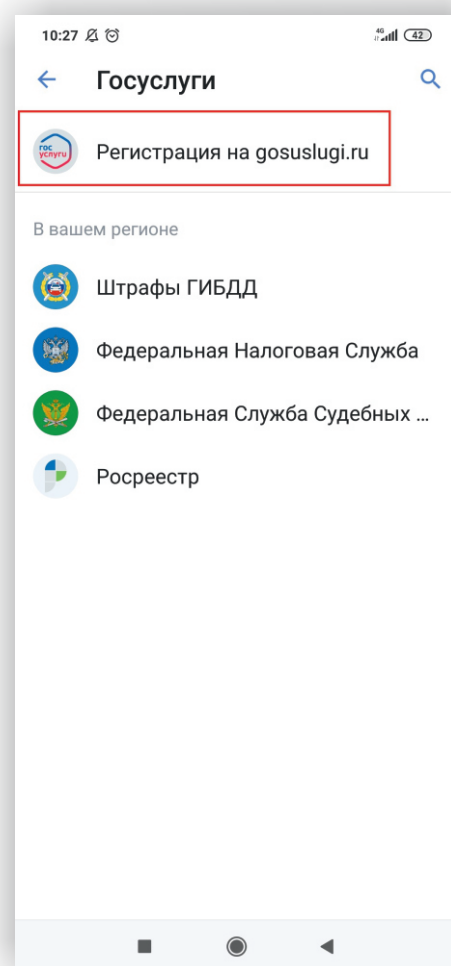 10:27
4G
42
Госуслуги
гос
услуги
Регистрация на gosuslugi.ru
В вашем регионе
Штрафы ГИБДД
Федеральная Налоговая Служба
Федеральная Служба Судебных ...
Росреестр